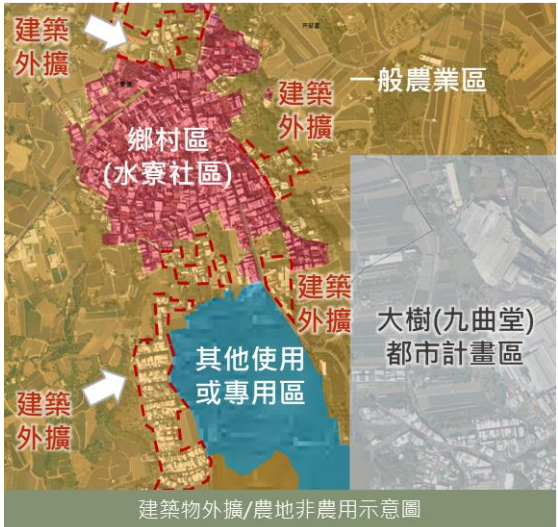 建築
外擴
一般農業區
建築
外擴
鄉村區
(水寮社區)
建築
外擴
大樹(九曲堂)
都市計畫區
其他使用
或專用區
建築
外擴
建築物外擴/農地非農用示意圖